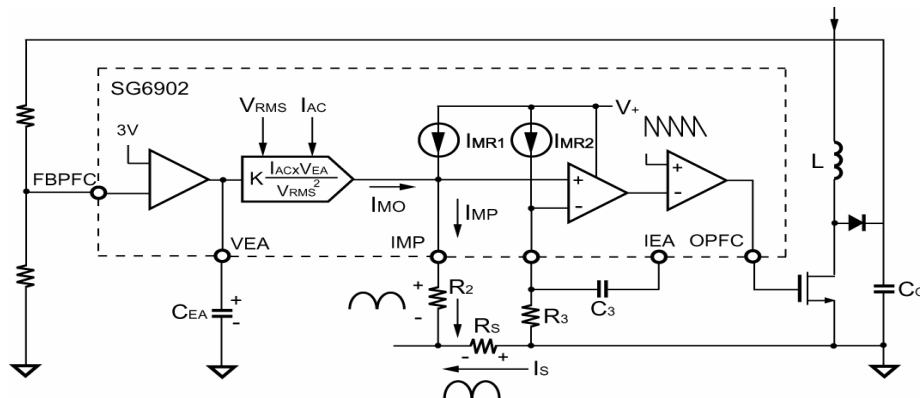 SG6902
VRMS IAC
V+
3V
IMR1 IMR2
L
FBPFC
K IACxVEA
VRMS2
+
-
+
-
IMO
IMP
VEA
IMP
IEA OPFC
CEA
+
-
+
-
R2
R3
C3
RS
- +
IS